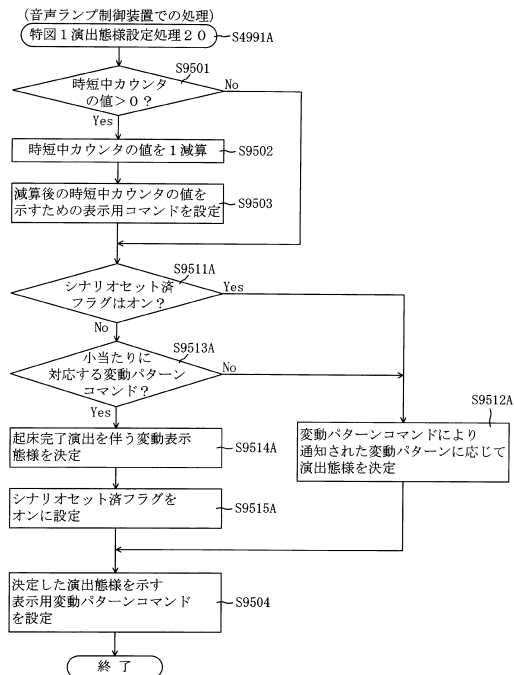 (音声ランプ制御装置での処理)
特図1演出態様設定処理20
S4991A
S9501
時短中カウンタ
の値>0?
No
Yes
時短中カウンタの値を1減算
S9502
減算後の時短中カウンタの値を
示すための表示用コマンドを設定
S9503
S9511A
シナリオセット済
フラグはオン?
Yes
No
S9513A
小当たりに
対応する変動パターン
コマンド?
No
Yes
S9512A
変動パターンコマンドにより
通知された変動パターンに応じて
演出態様を決定
起床完了演出を伴う変動表示
態様を決定
S9514A
シナリオセット済フラグを
オンに設定
S9515A
決定した演出態様を示す
表示用変動パターンコマンド
を設定
S9504
終了